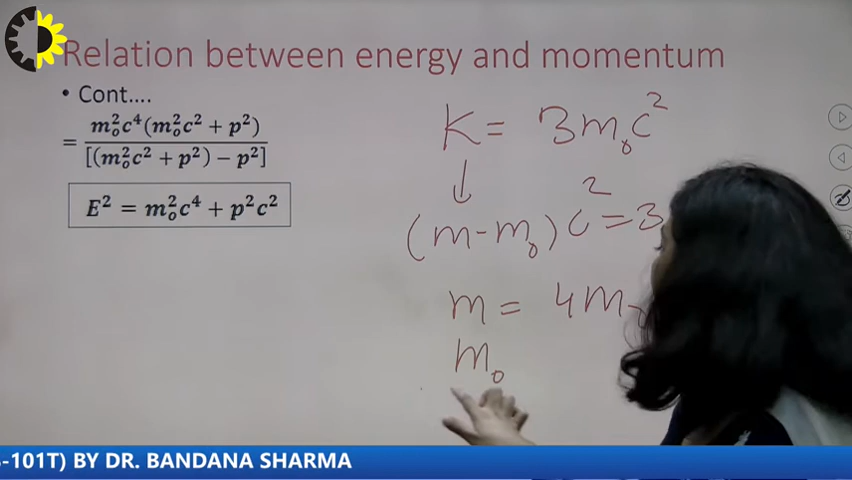 Relation between energy and momentum
• Cont....
= m₀²c⁴(m₀²c² + p²) / [(m₀²c² + p²) − p²]
E² = m₀²c⁴ + p²c²
K = 3m₀c²
↓
(m-m₀)c² = 3
m = 4m
m₀
-101T) BY DR. BANDANA SHARMA